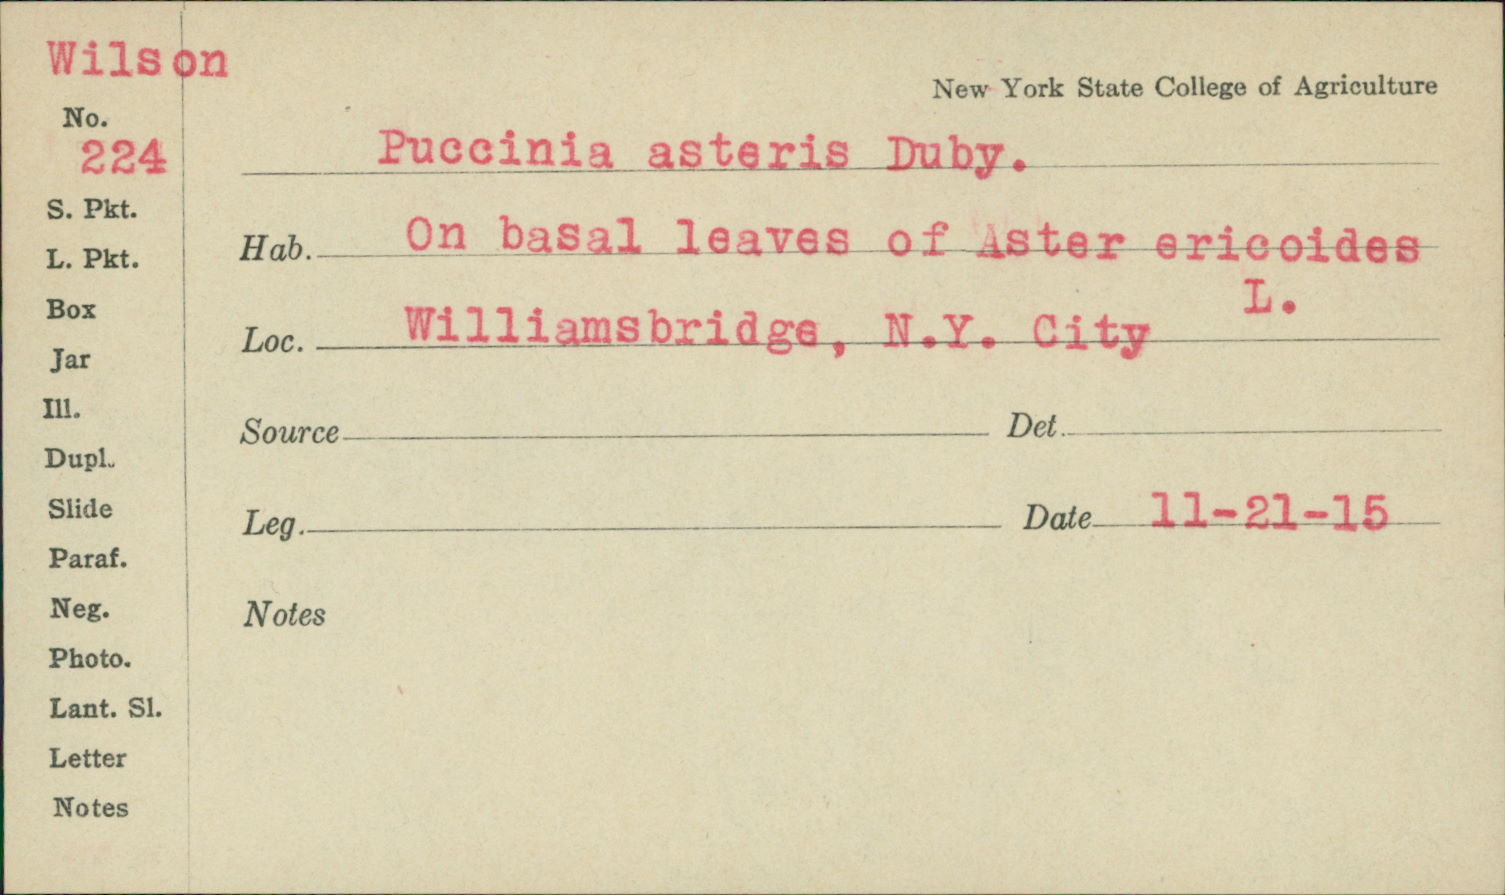 Wilson
New York State College of Agriculture
No.
224
Puccinia asteris Duby.
S. Pkt.
Hab. On basal leaves of Aster ericoides
L.
L. Pkt.
Box
Loc. Williamsbridge, N.Y. City
Jar
Ill.
Source Det.
Dupl.
Slide
Leg. Date 11-21-15
Paraf.
Neg.
Notes
Photo.
Lant. Sl.
Letter
Notes